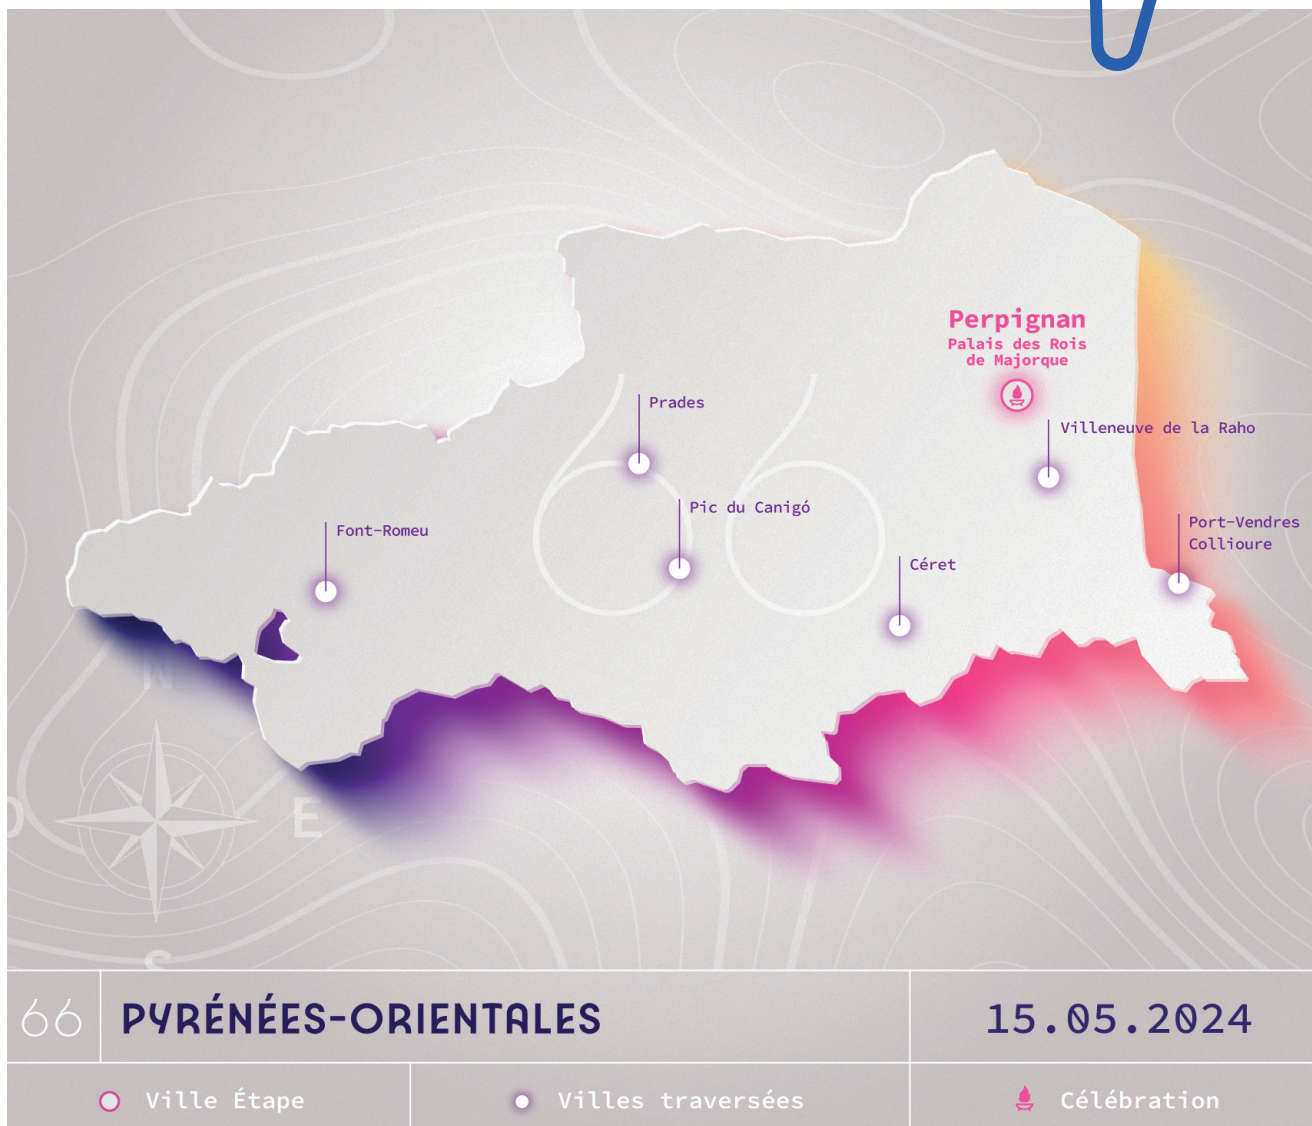 Perpignan
Palais des Rois
de Majorque
Prades
Villeneuve de la Raho
Pic du Canigó
Port-Vendres
Collioure
Font-Romeu
Céret
66
N
O
E
S
66
PYRÉNÉES-ORIENTALES
15.05.2024
Ville Étape
Villes traversées
Célébration